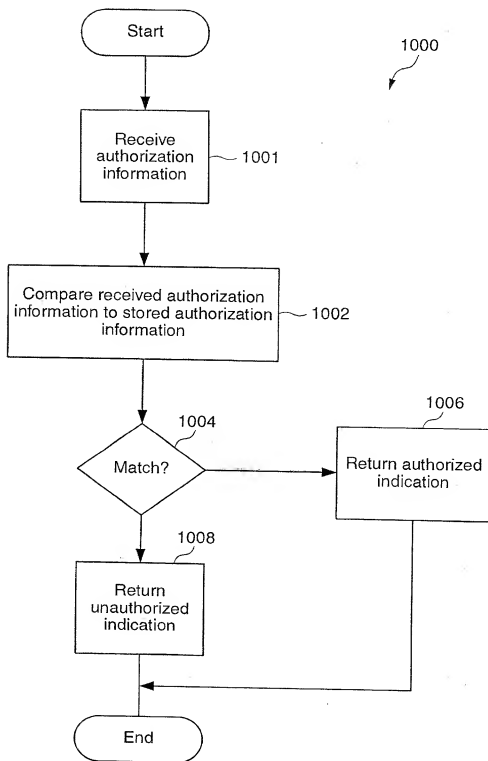 Start
1000
Receive
authorization
information
1001
Compare received authorization
information to stored authorization
information
1002
1004
Match?
1006
Return authorized
indication
1008
Return
unauthorized
indication
End